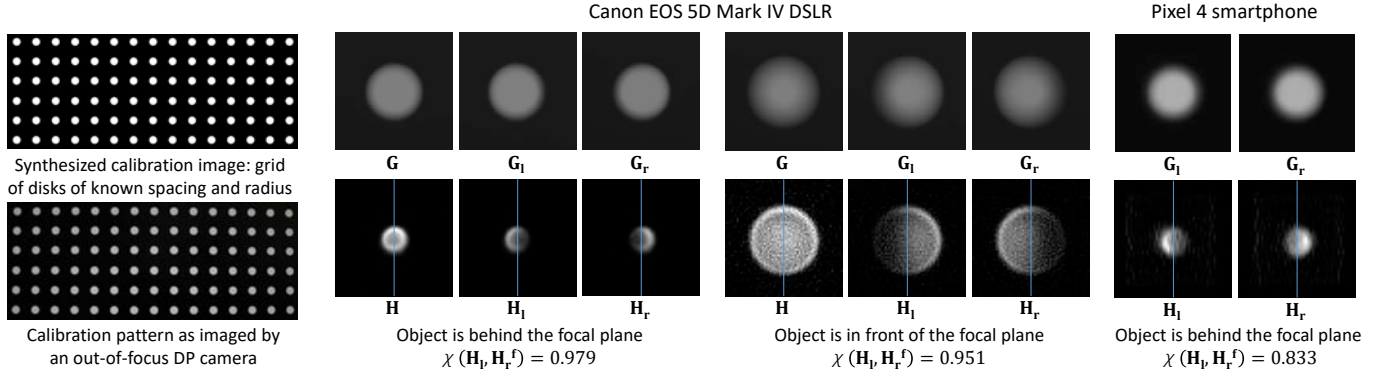 Canon EOS 5D Mark IV DSLR
Pixel 4 smartphone
Synthesized calibration image: grid
of disks of known spacing and radius
Calibration pattern as imaged by
an out-of-focus DP camera
G
G_l
G_r
H
H_l
H_r
Object is behind the focal plane
χ (H_l, H_r^f) = 0.979
G
G_l
G_r
H
H_l
H_r
Object is in front of the focal plane
χ (H_l, H_r^f) = 0.951
G_l
G_r
H_l
H_r
Object is behind the focal plane
χ (H_l, H_r^f) = 0.833